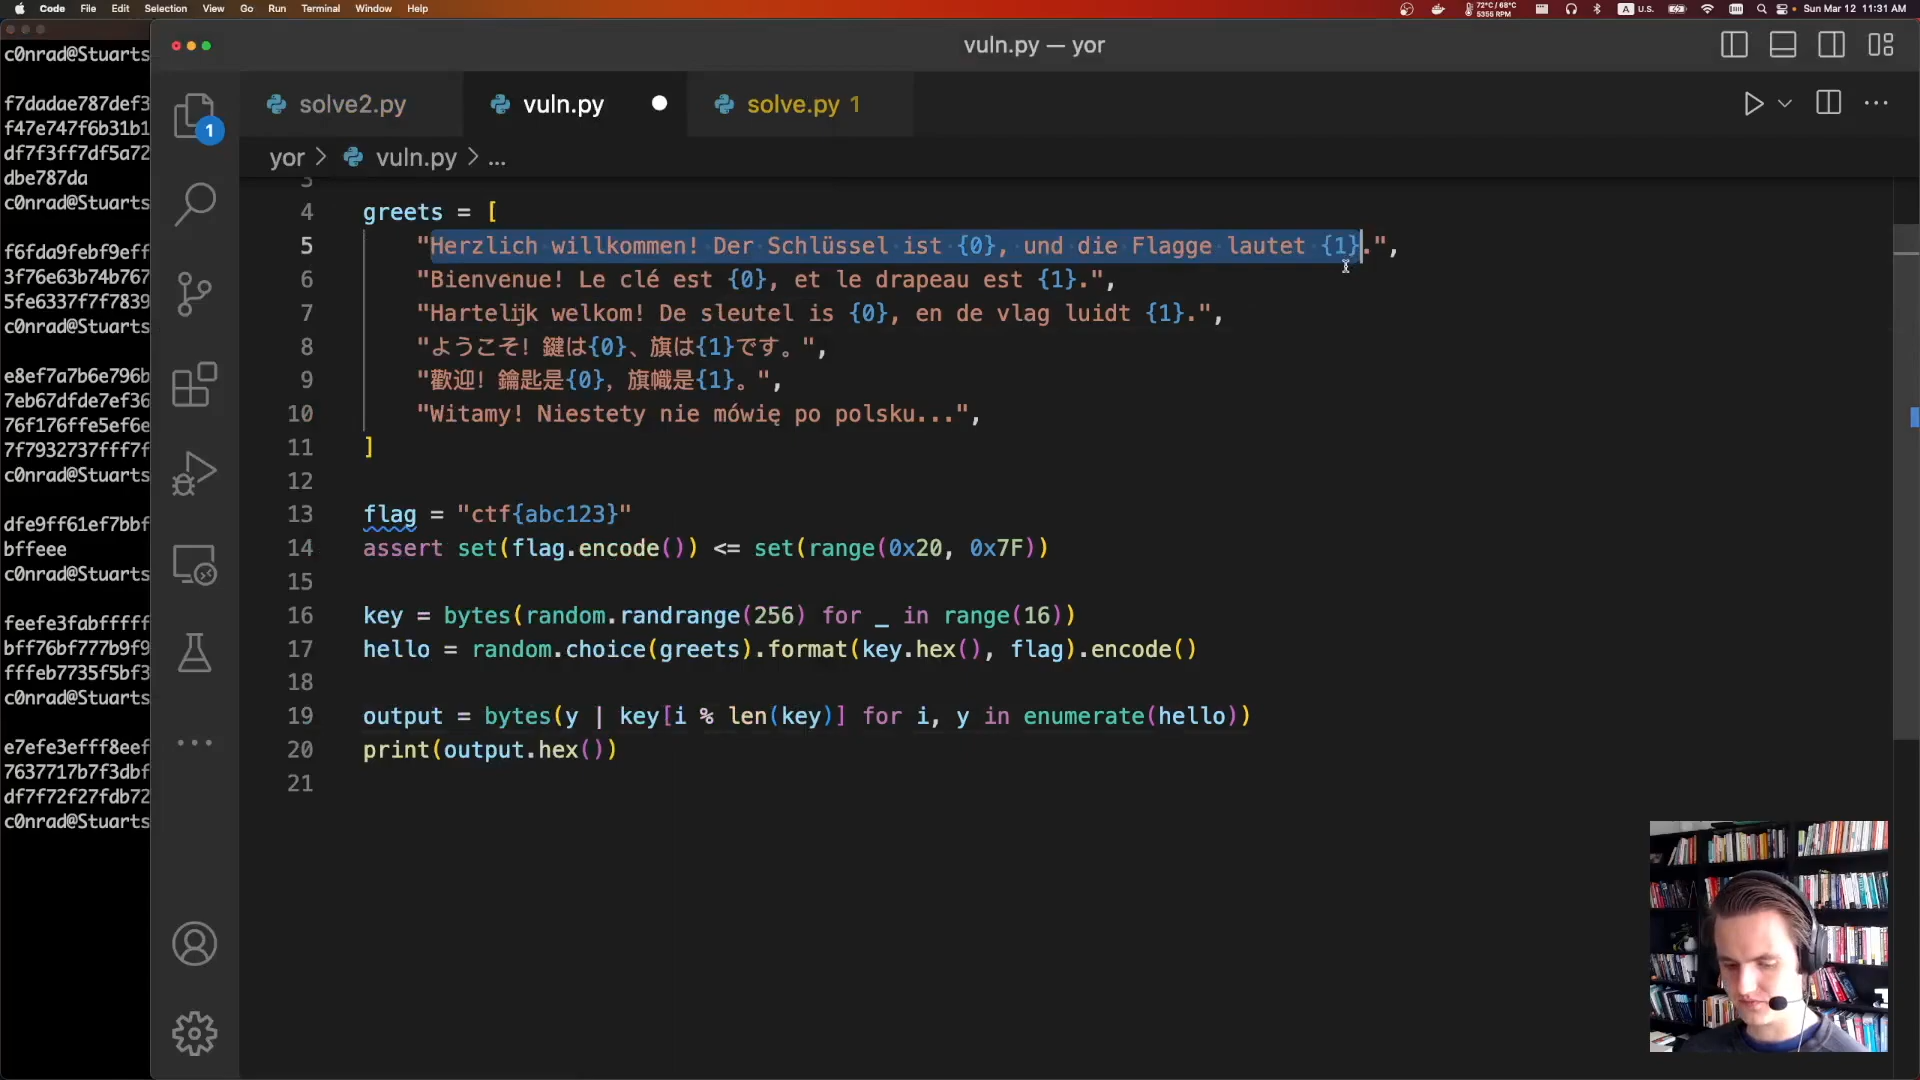 Code File Edit Selection View Go Run Terminal Window Help
72°C / 68°C
5356 RPM
U.S.
Sun Mar 12 11:31 AM
vuln.py — yor
c0nrad@Stuarts
f7dadae787def3
f47e747f6b31b1
df7f3ff7df5a72
dbe787da
c0nrad@Stuarts
f6fda9febf9eff
3f76e63b74b767
5fe6337f7f7839
c0nrad@Stuarts
e8ef7a7b6e796b
7eb67dfde7ef36
76f176ffe5ef6e
7f7932737fff7f
c0nrad@Stuarts
dfe9ff61ef7bbf
bffeee
c0nrad@Stuarts
feefe3fabfffff
bff76bf777b9f9
fffeb7735f5bf3
c0nrad@Stuarts
e7efe3efff8eef
7637717b7f3dbf
df7f72f27fdb72
c0nrad@Stuarts
1
solve2.py
vuln.py
solve.py 1
yor > vuln.py > ...
3
4 greets = [
5 "Herzlich willkommen! Der Schlüssel ist {0}, und die Flagge lautet {1}.",
6 "Bienvenue! Le clé est {0}, et le drapeau est {1}.",
7 "Hartelijk welkom! De sleutel is {0}, en de vlag luidt {1}.",
8 "ようこそ！鍵は{0}、旗は{1}です。",
9 "歡迎！鑰匙是{0}，旗幟是{1}。",
10 "Witamy! Niestety nie mówię po polsku...",
11 ]
12
13 flag = "ctf{abc123}"
14 assert set(flag.encode()) <= set(range(0x20, 0x7F))
15
16 key = bytes(random.randrange(256) for _ in range(16))
17 hello = random.choice(greets).format(key.hex(), flag).encode()
18
19 output = bytes(y | key[i % len(key)] for i, y in enumerate(hello))
20 print(output.hex())
21